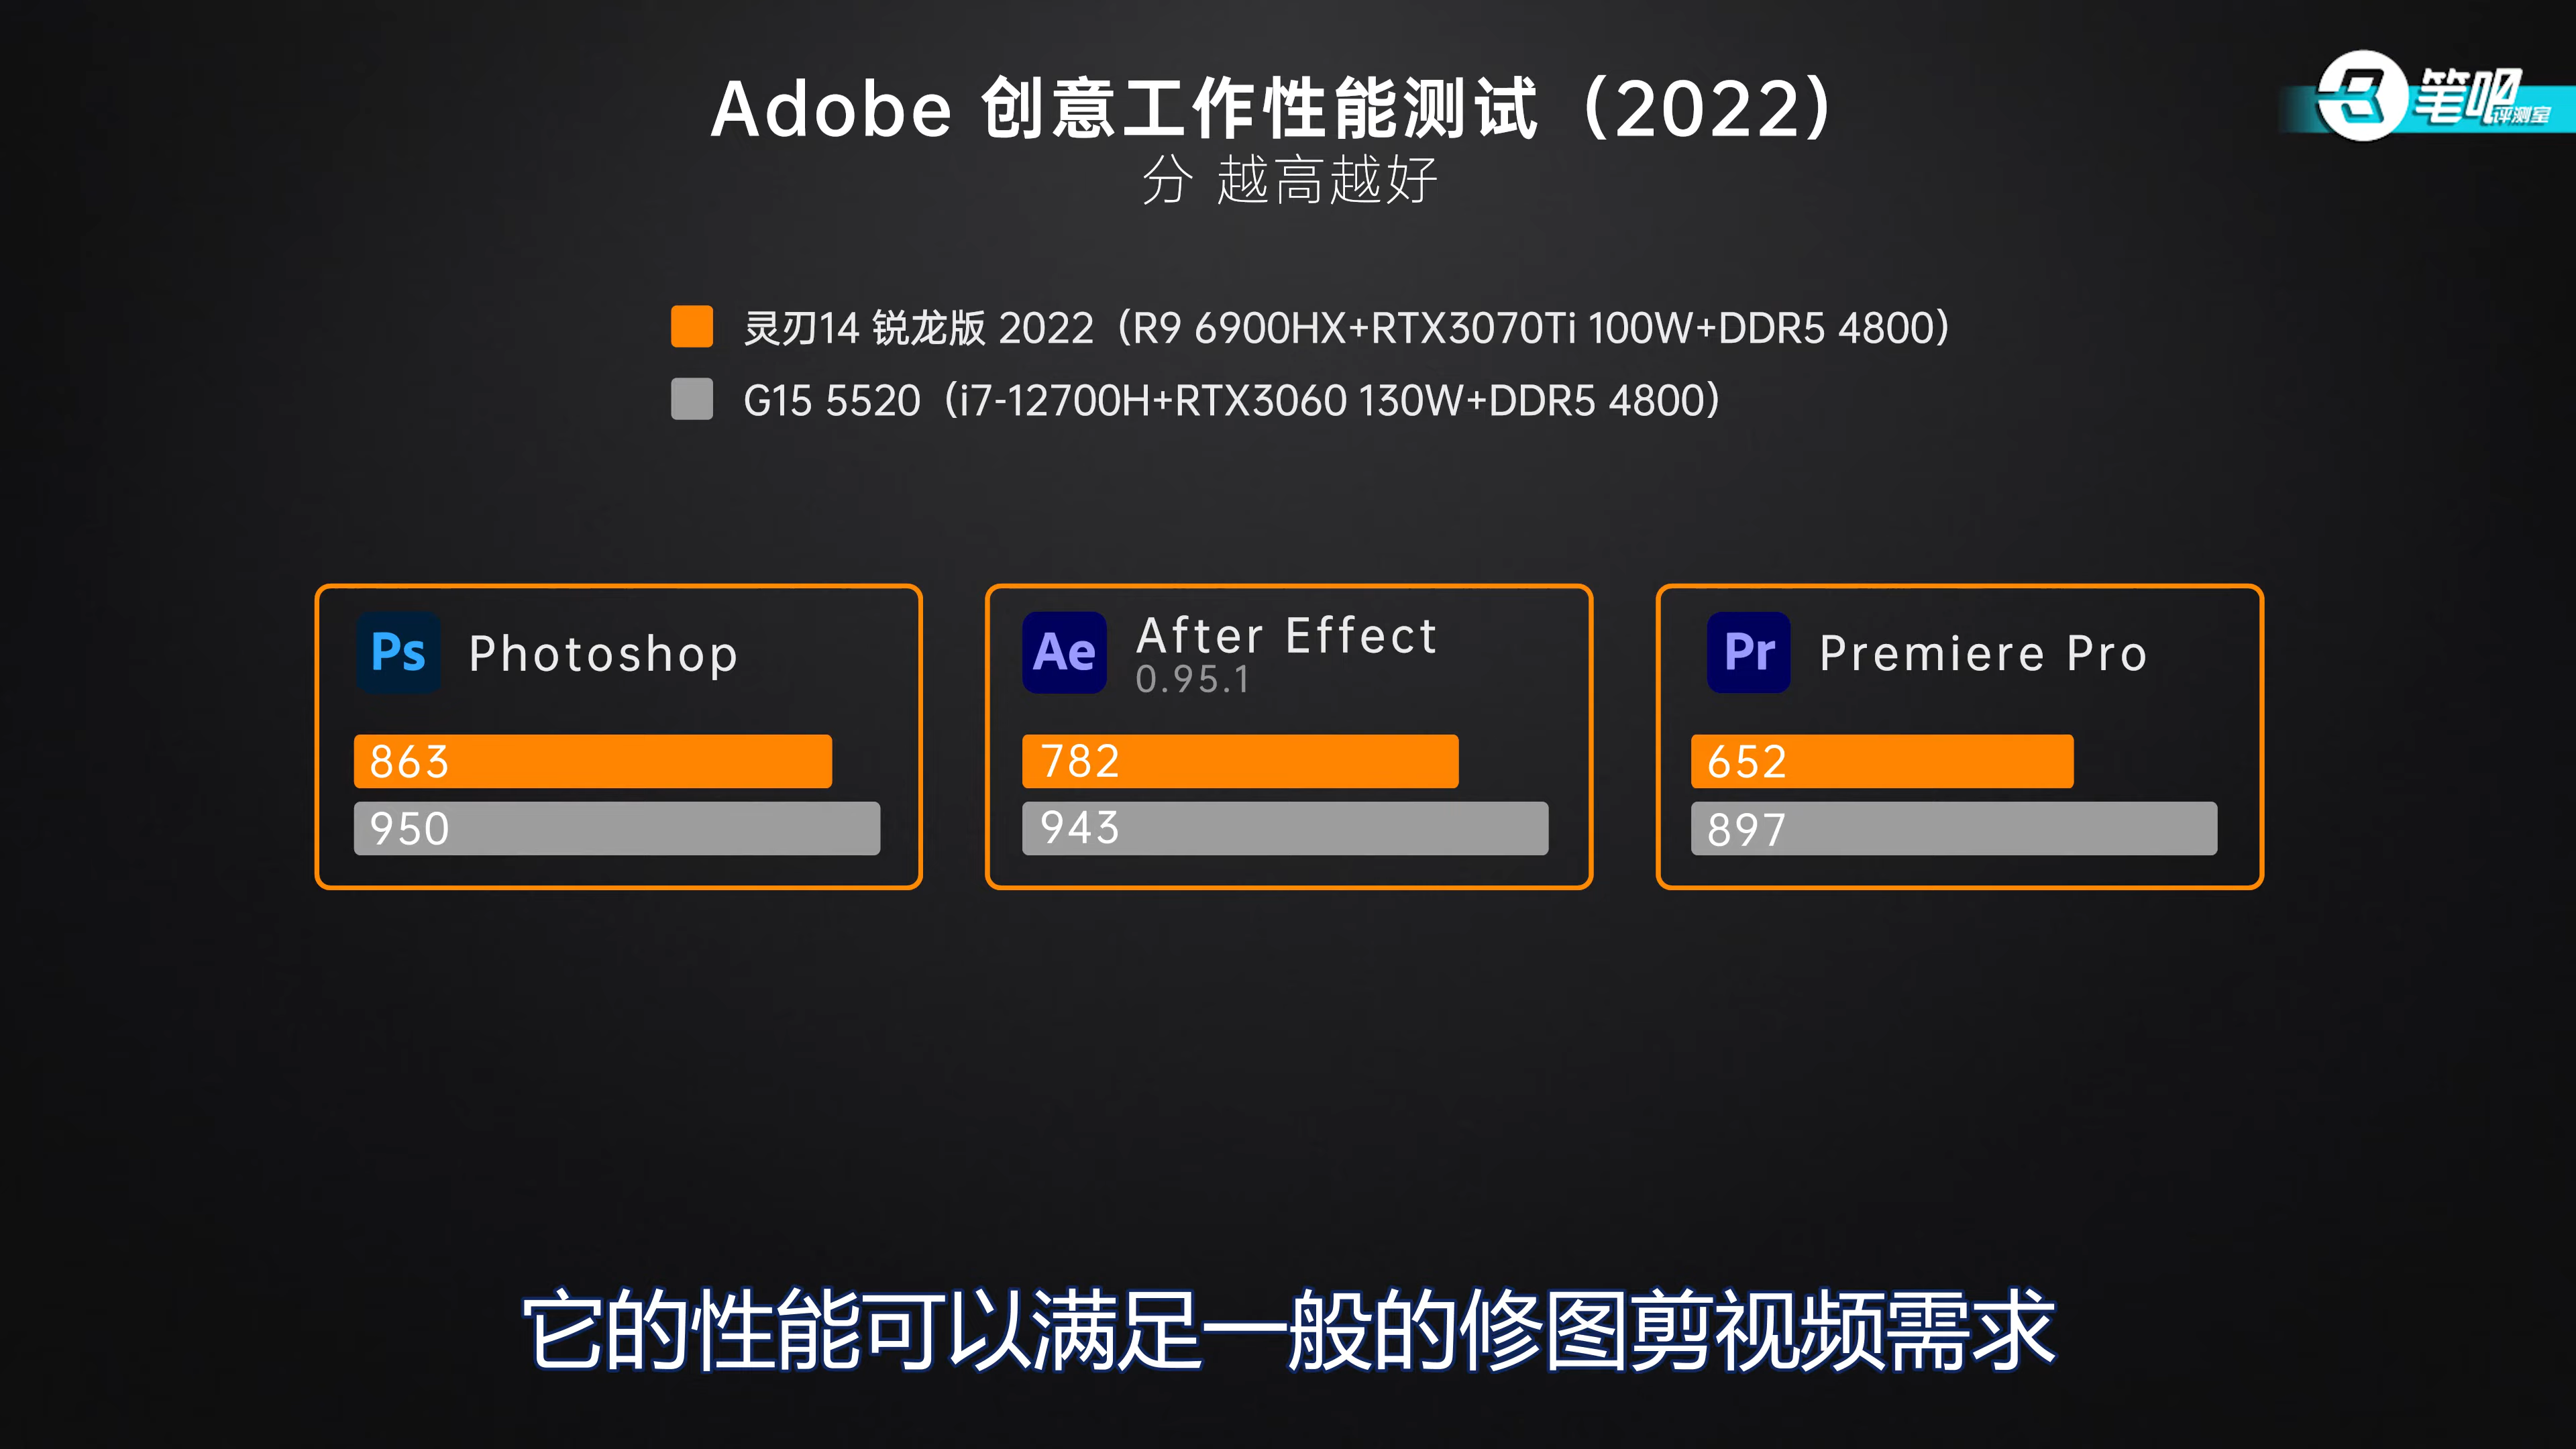 Adobe 创意工作性能测试（2022）
笔吧评测室
分 越高越好
灵刃14 锐龙版 2022（R9 6900HX+RTX3070Ti 100W+DDR5 4800）
G15 5520（i7-12700H+RTX3060 130W+DDR5 4800）
Ps Photoshop
863
950
Ae After Effect
0.95.1
782
943
Pr Premiere Pro
652
897
它的性能可以满足一般的修图剪视频需求